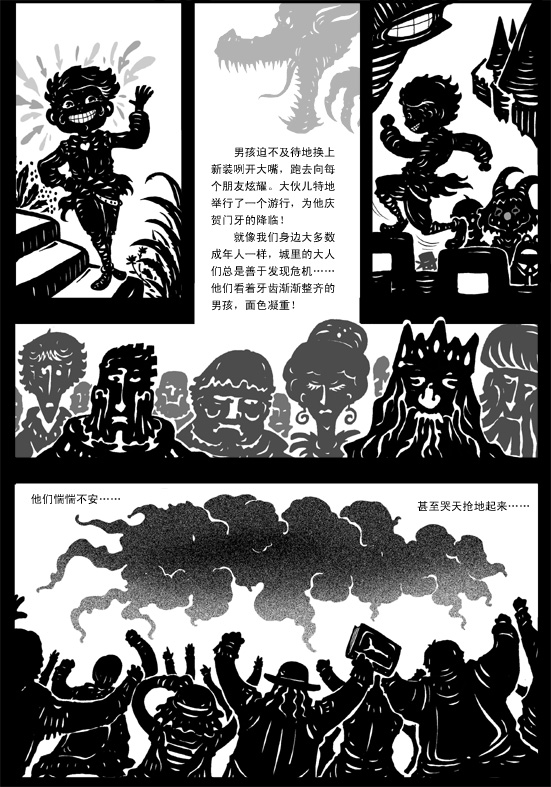 男孩迫不及待地换上
新装咧开大嘴,跑去向每
个朋友炫耀。大伙儿特地
举行了一个游行,为他庆
贺门牙的降临!
就像我们身边大多数
成年人一样,城里的大人
们总是善于发现危机……
他们看着牙齿渐渐整齐的
男孩,面色凝重!
他们惴惴不安……
甚至哭天抢地起来……